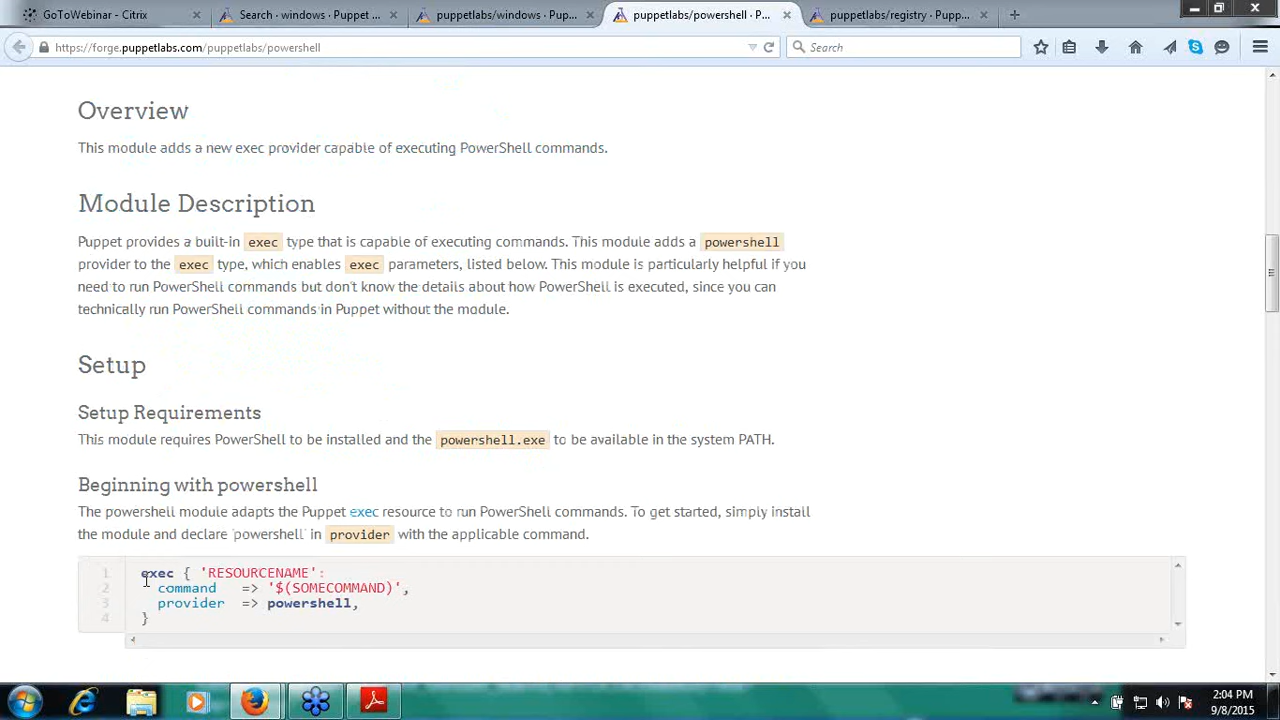 GoToWebinar - Citrix
Search · windows · Puppet ...
puppetlabs/windows · Pup...
puppetlabs/powershell · P...
puppetlabs/registry · Pupp...
https://forge.puppetlabs.com/puppetlabs/powershell
Search
Overview
This module adds a new exec provider capable of executing PowerShell commands.
Module Description
Puppet provides a built-in exec type that is capable of executing commands. This module adds a powershell
provider to the exec type, which enables exec parameters, listed below. This module is particularly helpful if you
need to run PowerShell commands but don't know the details about how PowerShell is executed, since you can
technically run PowerShell commands in Puppet without the module.
Setup
Setup Requirements
This module requires PowerShell to be installed and the powershell.exe to be available in the system PATH.
Beginning with powershell
The powershell module adapts the Puppet exec resource to run PowerShell commands. To get started, simply install
the module and declare 'powershell' in provider with the applicable command.
1 exec { 'RESOURCENAME':
2 command => '$(SOMECOMMAND)',
3 provider => powershell,
4 }
2:04 PM
9/8/2015